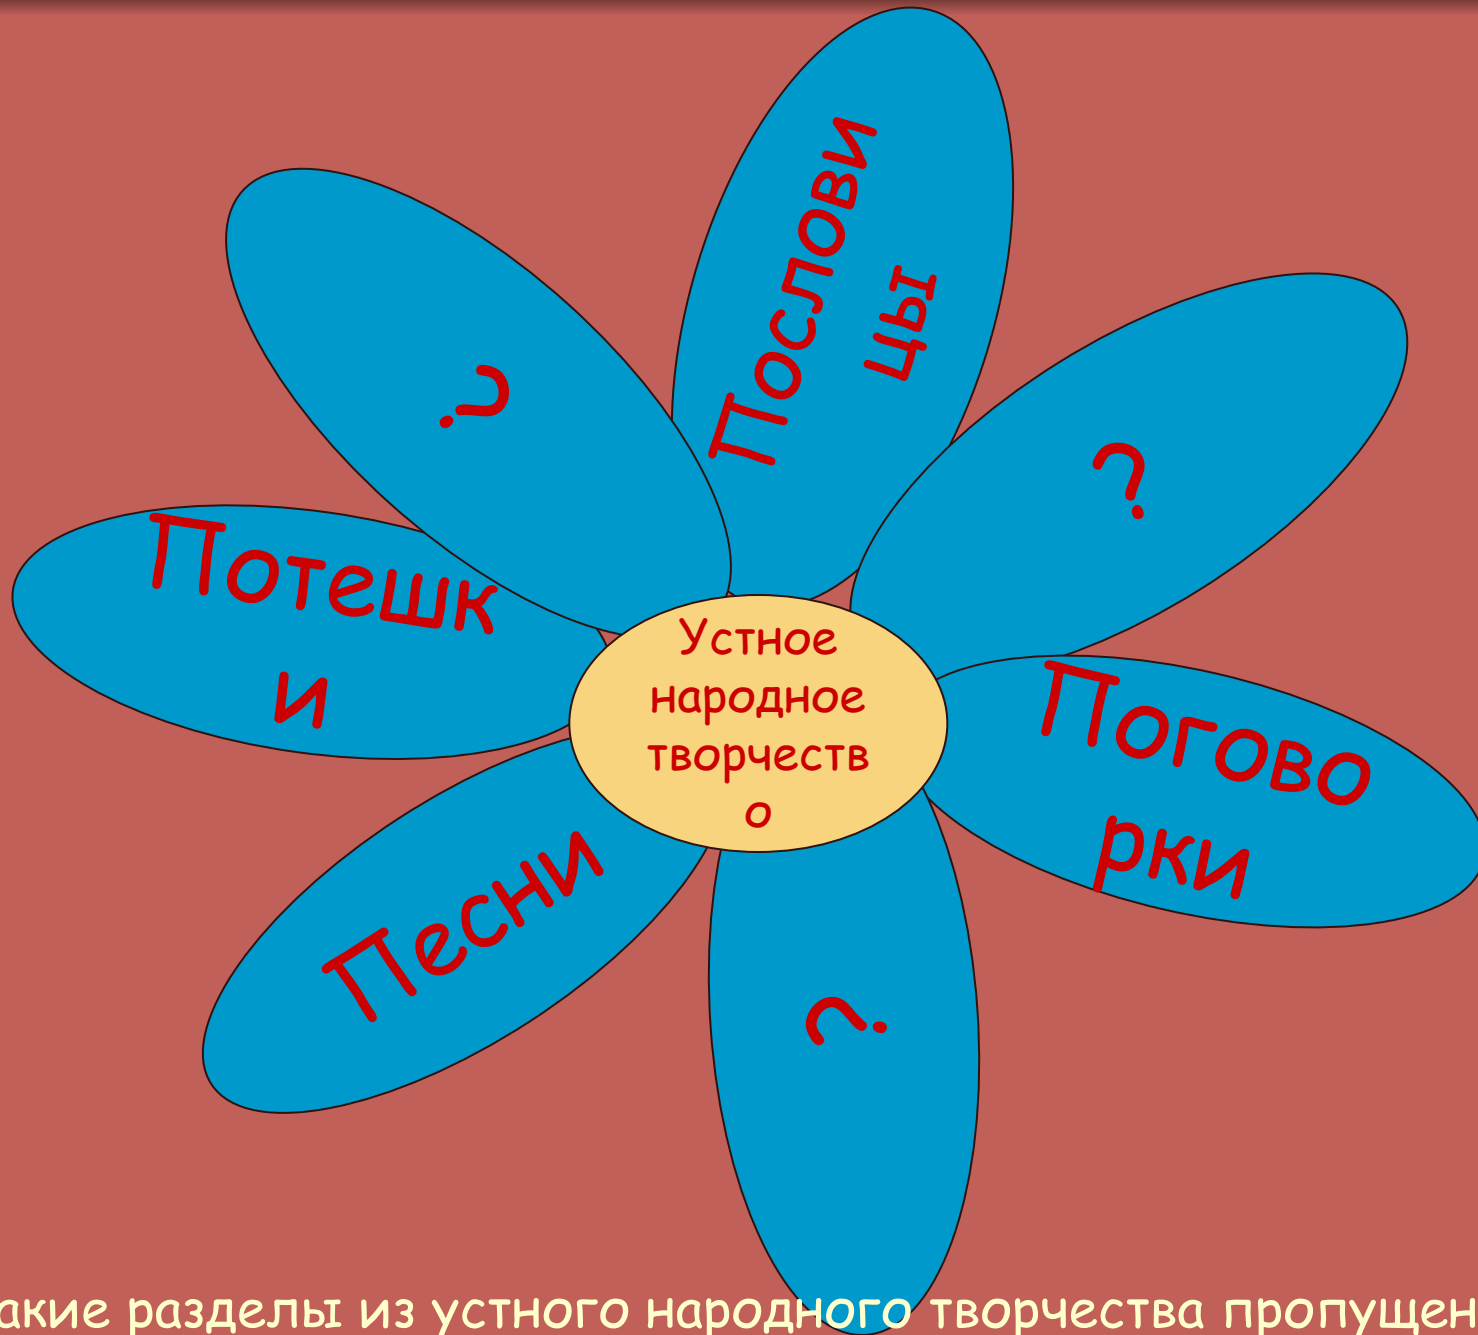 Послови
цы
?
?
Потешк
и
Устное
народное
творчеств
о
Погово
рки
Песни
?
акие разделы из устного народного творчества пропущен